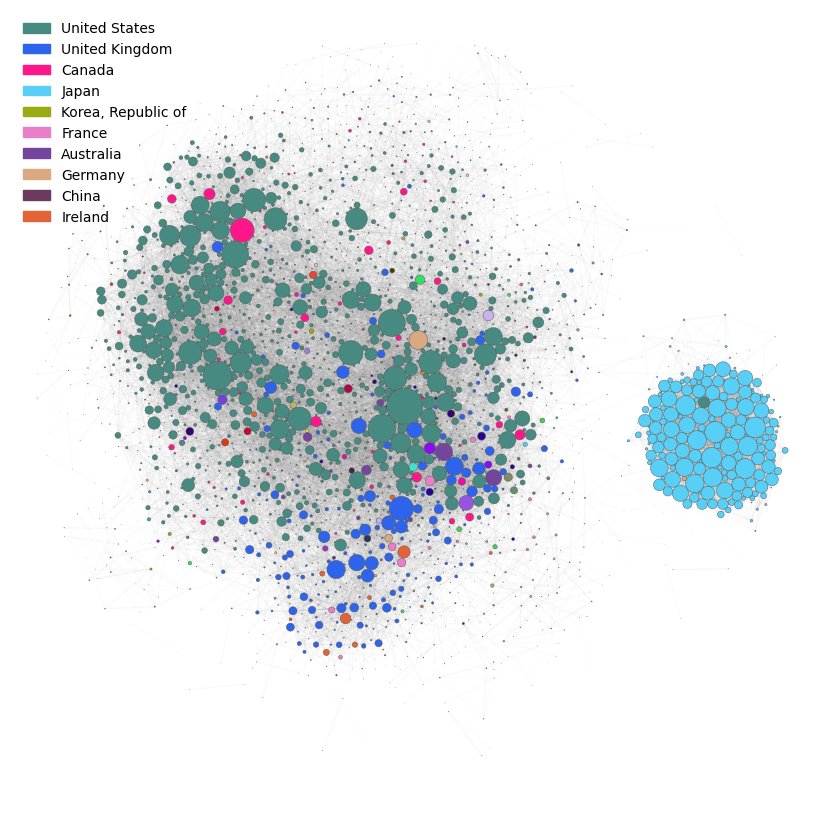 United States
United Kingdom
Canada
Japan
Korea, Republic of
France
Australia
Germany
China
Ireland